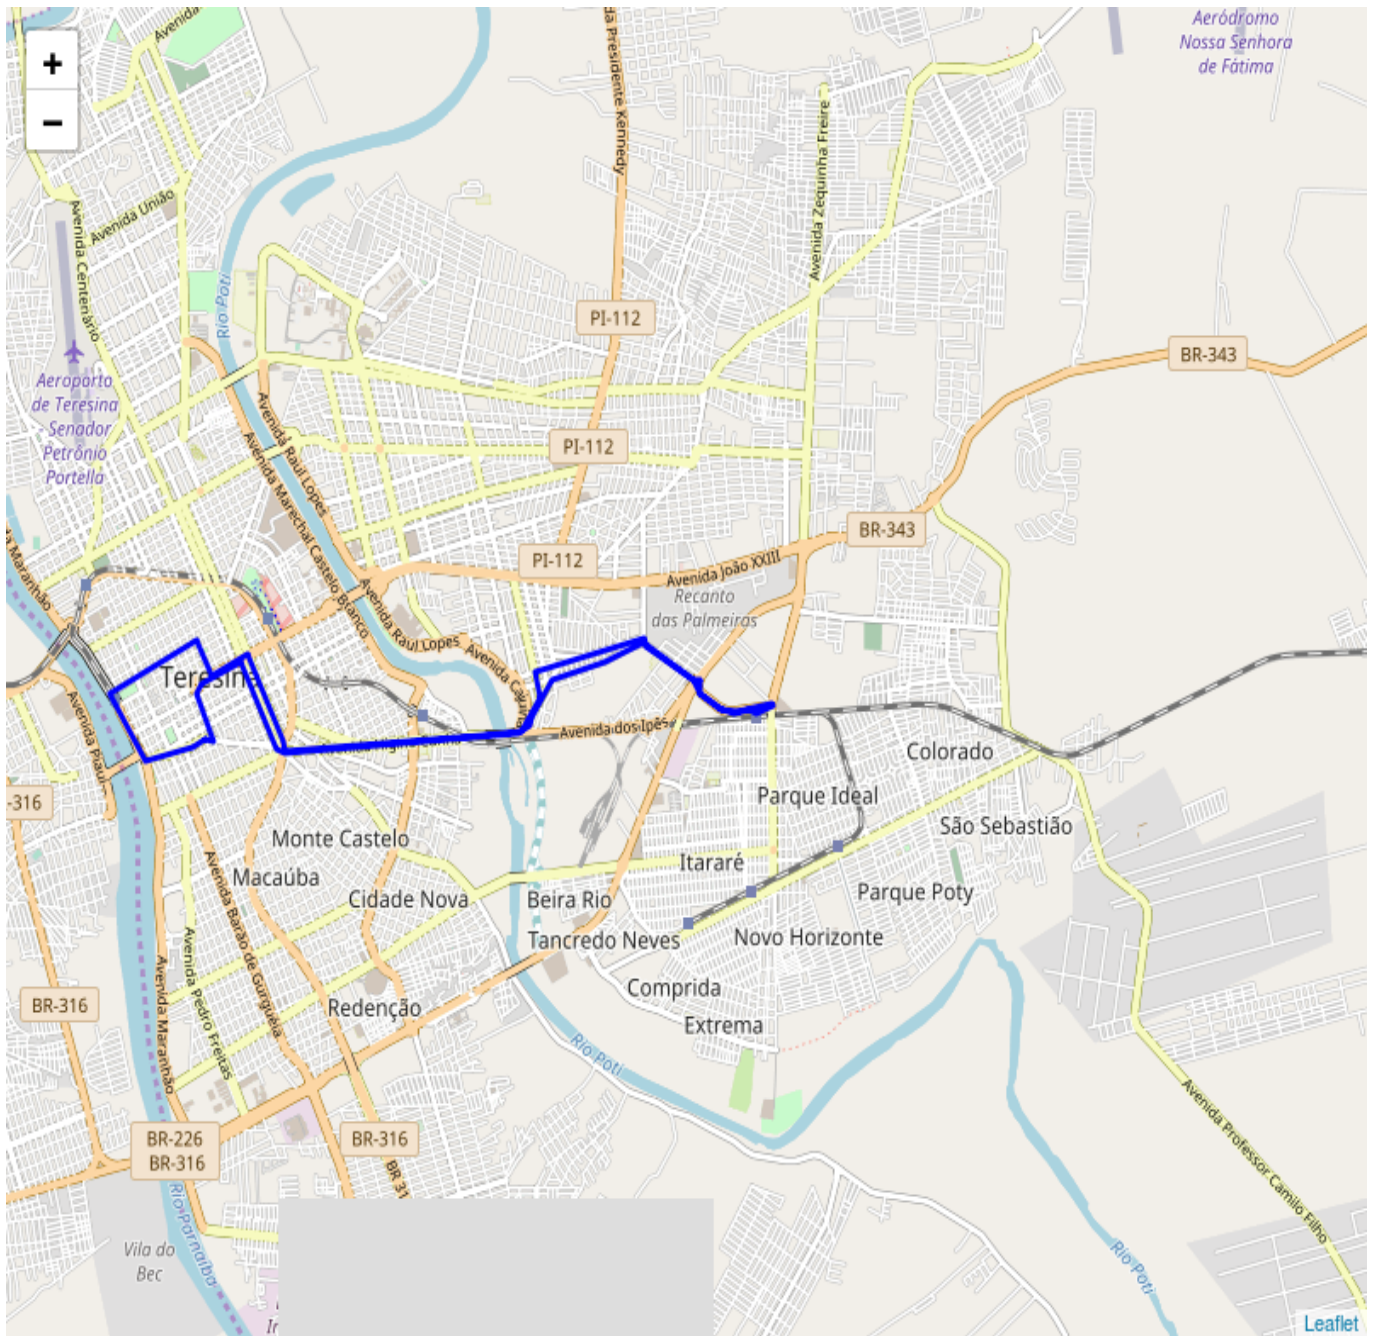 Avenida
Aeródromo
Nossa Senhora
de Fátima
+
−
da Presidente Kennedy
Avenida Zequinha Freire
Avenida União
Avenida Centenário
Rio Poti
PI-112
BR-343
Aeroporto
de Teresina
- Senador
Petrônio
Portella
Avenida Raul Lopes
Avenida Marechal Castelo Branco
PI-112
BR-343
PI-112
Avenida João XXIII
Recanto
das Palmeiras
da Maranhão
Avenida Raul Lopes
Teresina
Avenida dos Ipês
Avenida Piauí
Colorado
-316
Parque Ideal
São Sebastião
Monte Castelo
Itararé
Macaúba
Cidade Nova
Beira Rio
Parque Poty
Tancredo Neves
Novo Horizonte
Avenida Barão de Gurguéia
Avenida Pedro Freitas
Avenida Maranhão
BR-316
Comprida
Redenção
Extrema
Rio Poti
Avenida Professor Camilo Filho
BR-226
BR-316
BR-316
BR 31
Rio Parnaíba
Vila do
Bec
Rio Poti
Leaflet